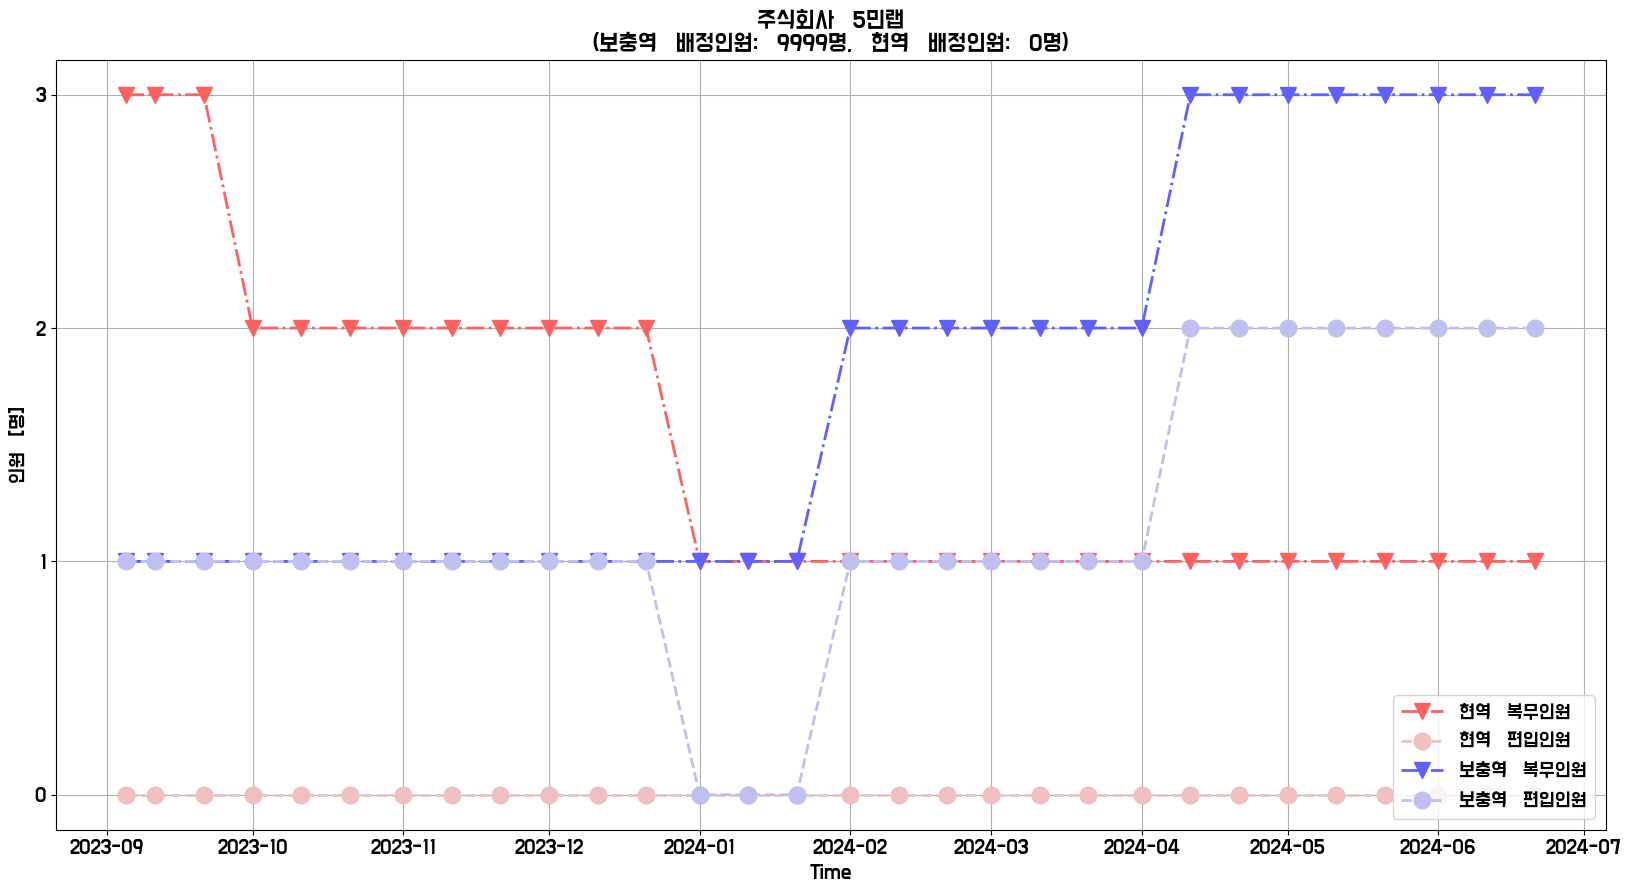 주식회사 5민랩
(보충역 배정인원: 9999명, 현역 배정인원: 0명)
인원 [명]
3
2
1
0
현역 복무인원
현역 편입인원
보충역 복무인원
보충역 편입인원
2023-09 2023-10 2023-11 2023-12 2024-01 2024-02 2024-03 2024-04 2024-05 2024-06 2024-07
Time